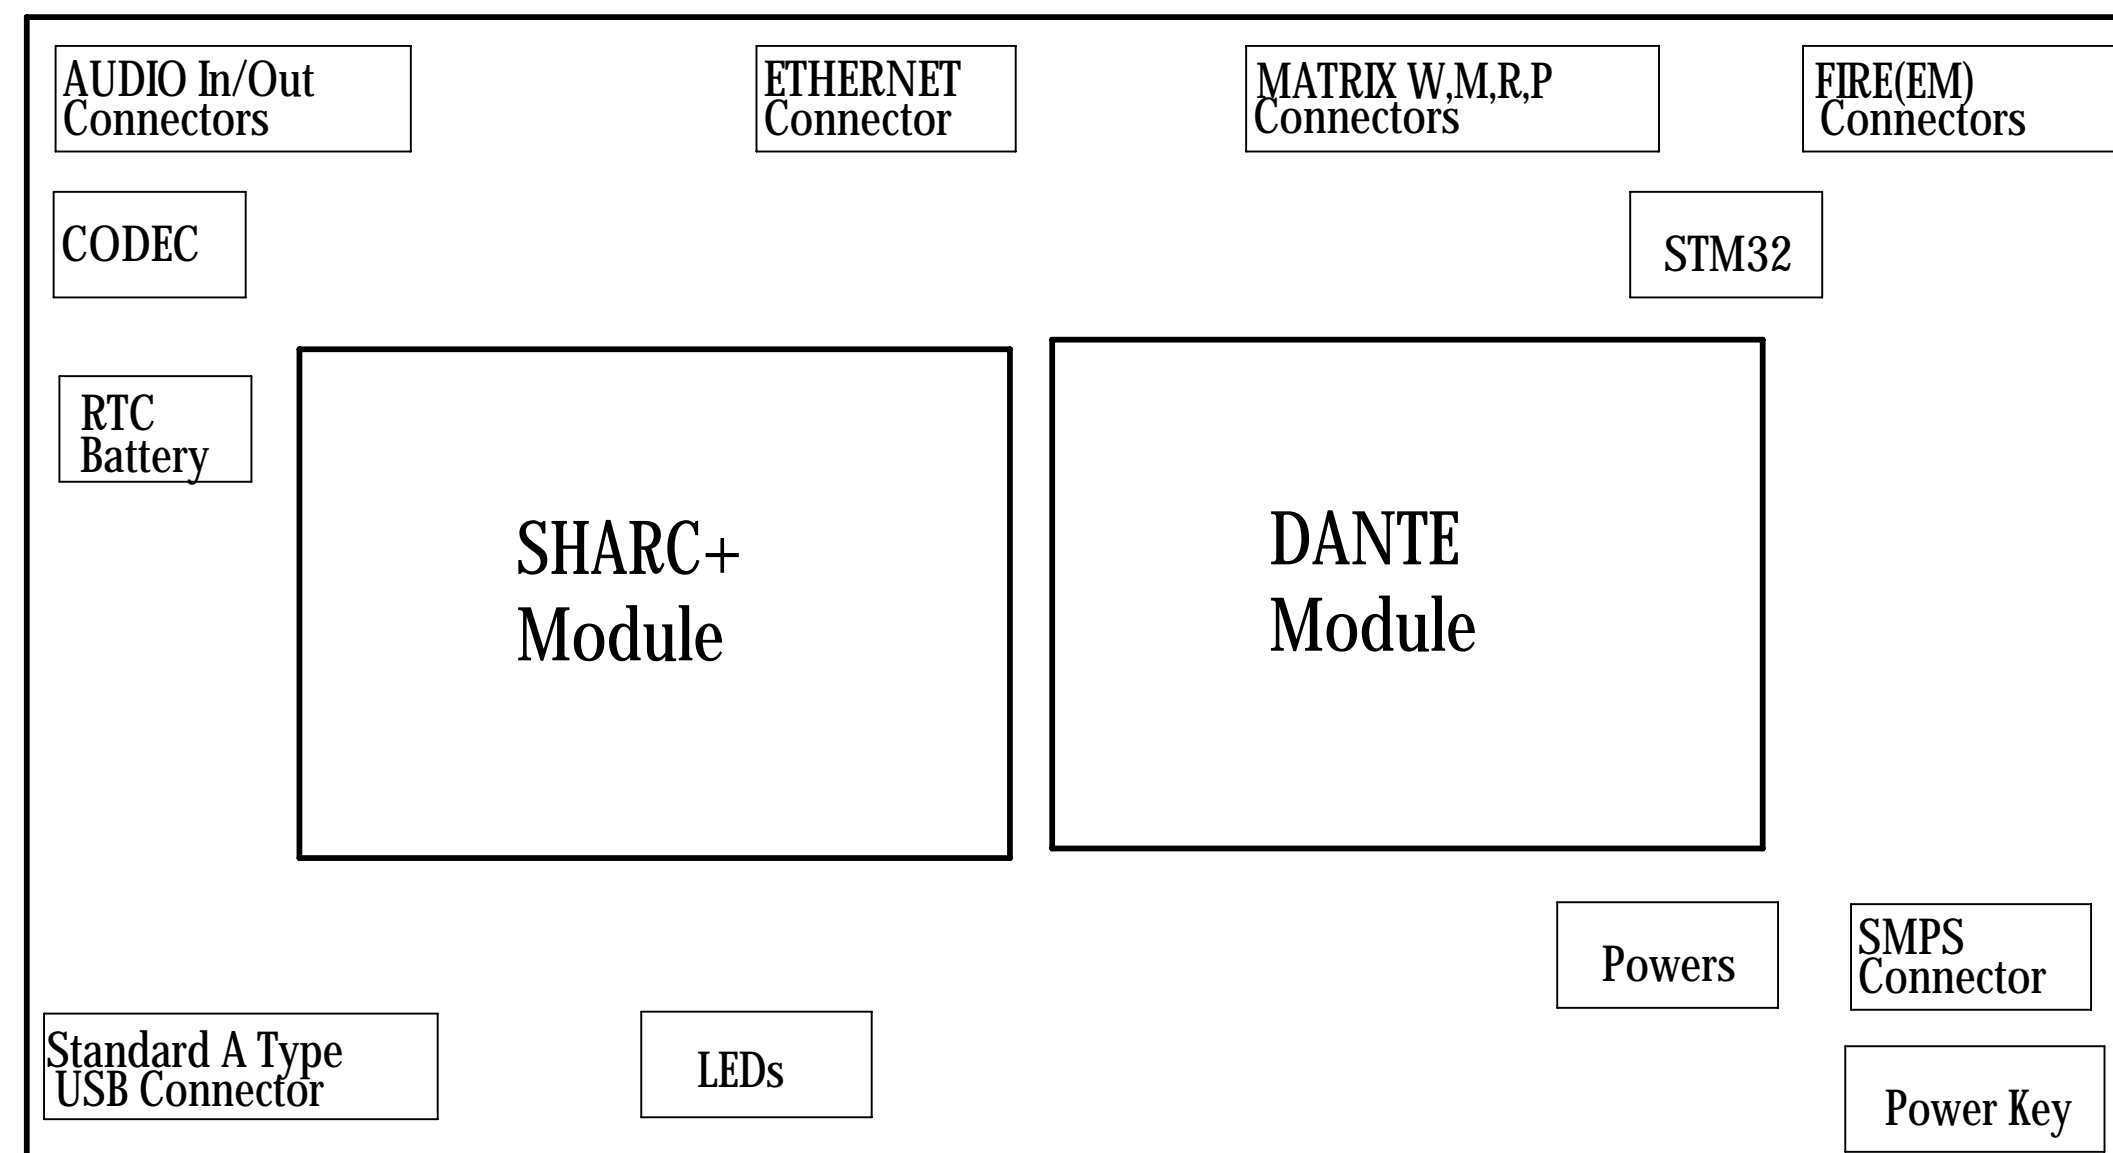 AUDIO In/Out
Connectors
ETHERNET
Connector
MATRIX W,M,R,P
Connectors
FIRE(EM)
Connectors
CODEC
STM32
RTC
Battery
SHARC+
Module
DANTE
Module
Powers
SMPS
Connector
Standard A Type
USB Connector
LEDs
Power Key